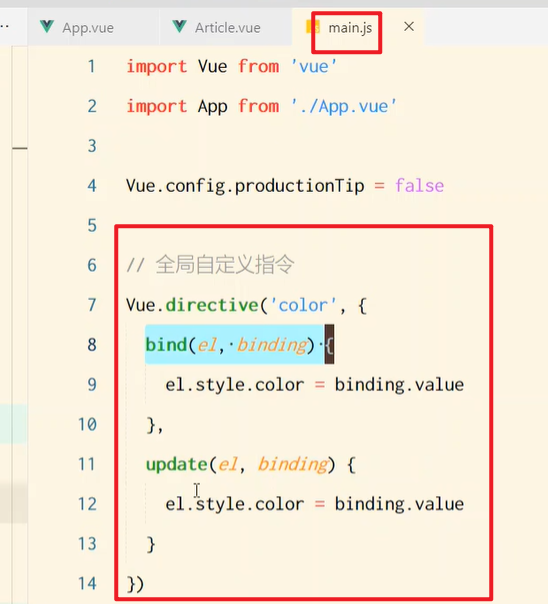 App.vue Article.vue main.js ×
1 import Vue from 'vue'
2 import App from './App.vue'
3
4 Vue.config.productionTip = false
5
6 // 全局自定义指令
7 Vue.directive('color', {
8 bind(el, binding) {
9 el.style.color = binding.value
10 },
11 update(el, binding) {
12 el.style.color = binding.value
13 }
14 })